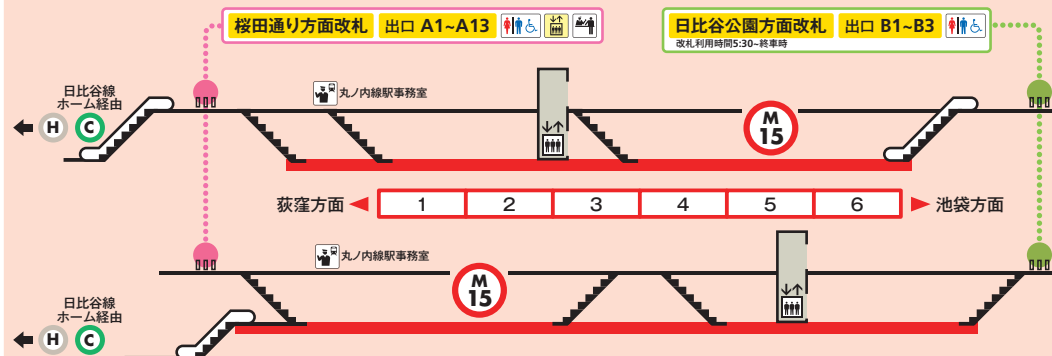 桜田通り方面改札 出口 A1~A13
日比谷公園方面改札 出口 B1~B3
改札利用時間5:30~終車時
丸ノ内線駅事務室
日比谷線
ホーム経由
H C
M
15
荻窪方面 1 2 3 4 5 6 池袋方面
丸ノ内線駅事務室
M
15
日比谷線
ホーム経由
H C